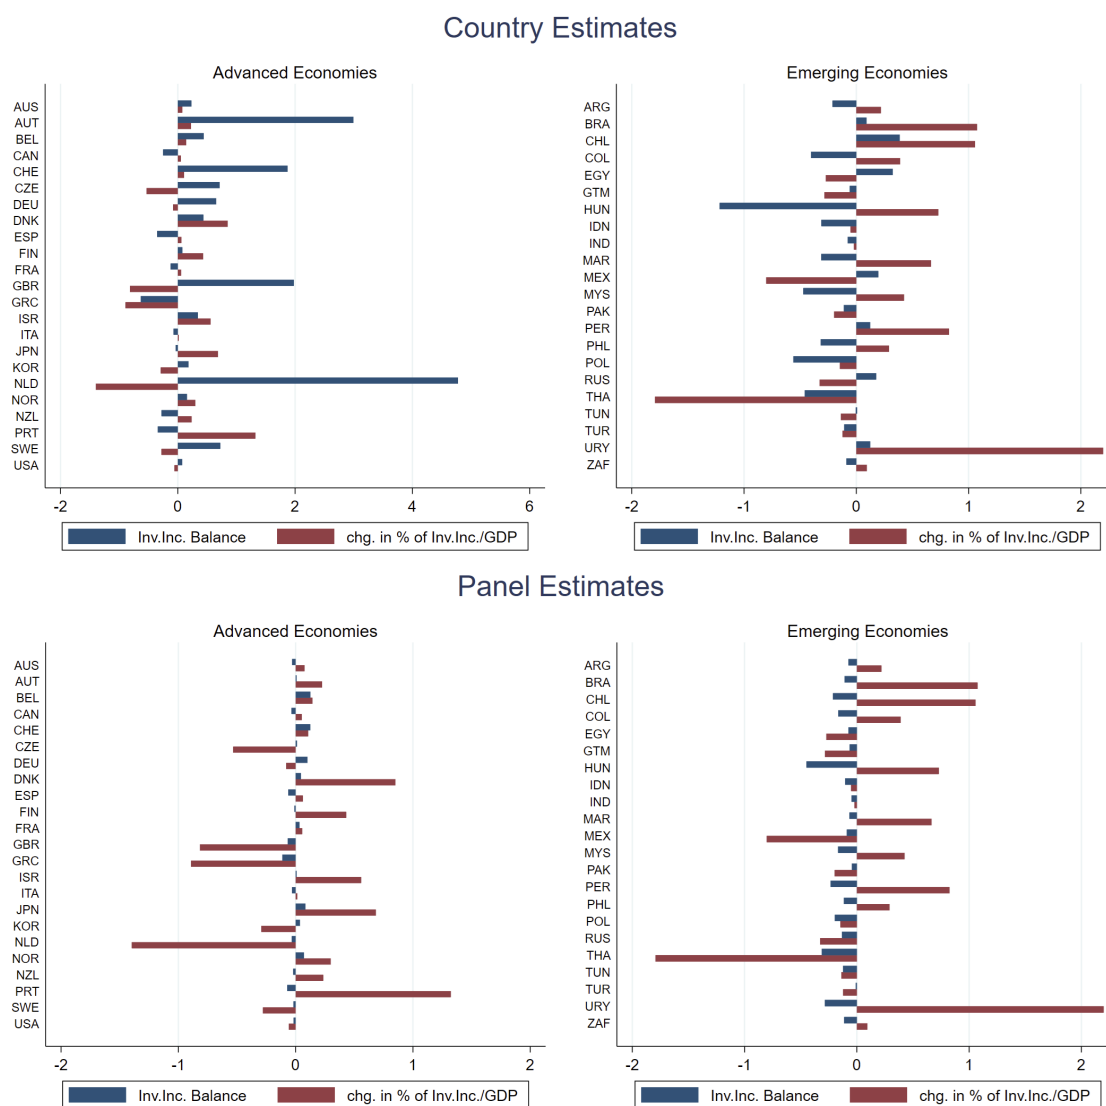 Country Estimates
Advanced Economies
AUS
AUT
BEL
CAN
CHE
CZE
DEU
DNK
ESP
FIN
FRA
GBR
GRC
ISR
ITA
JPN
KOR
NLD
NOR
NZL
PRT
SWE
USA
-2 0 2 4 6
Inv.Inc. Balance chg. in % of Inv.Inc./GDP
Emerging Economies
ARG
BRA
CHL
COL
EGY
GTM
HUN
IDN
IND
MAR
MEX
MYS
PAK
PER
PHL
POL
RUS
THA
TUN
TUR
URY
ZAF
-2 -1 0 1 2
Inv.Inc. Balance chg. in % of Inv.Inc./GDP
Panel Estimates
Advanced Economies
AUS
AUT
BEL
CAN
CHE
CZE
DEU
DNK
ESP
FIN
FRA
GBR
GRC
ISR
ITA
JPN
KOR
NLD
NOR
NZL
PRT
SWE
USA
-2 -1 0 1 2
Inv.Inc. Balance chg. in % of Inv.Inc./GDP
Emerging Economies
ARG
BRA
CHL
COL
EGY
GTM
HUN
IDN
IND
MAR
MEX
MYS
PAK
PER
PHL
POL
RUS
THA
TUN
TUR
URY
ZAF
-2 -1 0 1 2
Inv.Inc. Balance chg. in % of Inv.Inc./GDP